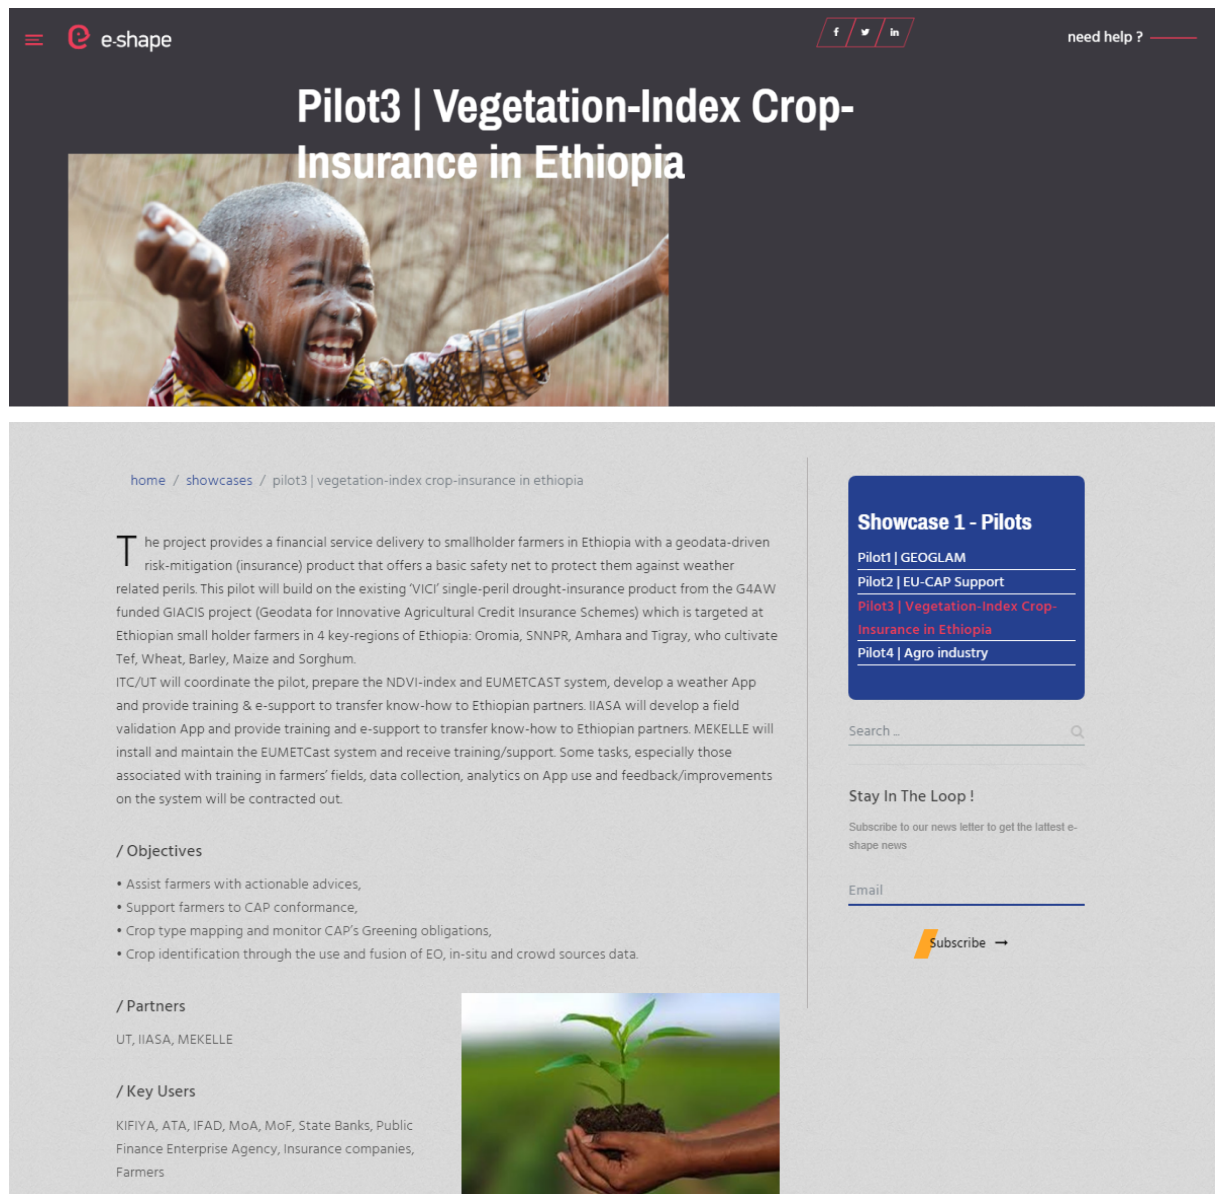 e-shape
f
in
need help ?
Pilot3 | Vegetation-Index Crop-
Insurance in Ethiopia
home / showcases / pilot3 | vegetation-index crop-insurance in ethiopia
The project provides a financial service delivery to smallholder farmers in Ethiopia with a geodata-driven
risk-mitigation (insurance) product that offers a basic safety net to protect them against weather
related perils. This pilot will build on the existing ‘VICI’ single-peril drought-insurance product from the G4AW
funded GIACIS project (Geodata for Innovative Agricultural Credit Insurance Schemes) which is targeted at
Ethiopian small holder farmers in 4 key-regions of Ethiopia: Oromia, SNNPR, Amhara and Tigray, who cultivate
Tef, Wheat, Barley, Maize and Sorghum.
ITC/UT will coordinate the pilot, prepare the NDVI-index and EUMETCAST system, develop a weather App
and provide training & e-support to transfer know-how to Ethiopian partners. IIASA will develop a field
validation App and provide training and e-support to transfer know-how to Ethiopian partners. MEKELLE will
install and maintain the EUMETCast system and receive training/support. Some tasks, especially those
associated with training in farmers’ fields, data collection, analytics on App use and feedback/improvements
on the system will be contracted out.
/ Objectives
• Assist farmers with actionable advices,
• Support farmers to CAP conformance,
• Crop type mapping and monitor CAP’s Greening obligations,
• Crop identification through the use and fusion of EO, in-situ and crowd sources data.
/ Partners
UT, IIASA, MEKELLE
/ Key Users
KIFIYA, ATA, IFAD, MoA, MoF, State Banks, Public
Finance Enterprise Agency, Insurance companies,
Farmers
Showcase 1 - Pilots
Pilot1 | GEOGLAM
Pilot2 | EU-CAP Support
Pilot3 | Vegetation-Index Crop-
Insurance in Ethiopia
Pilot4 | Agro industry
Search ...
Stay In The Loop !
Subscribe to our news letter to get the lattest e-
shape news
Email
Subscribe →